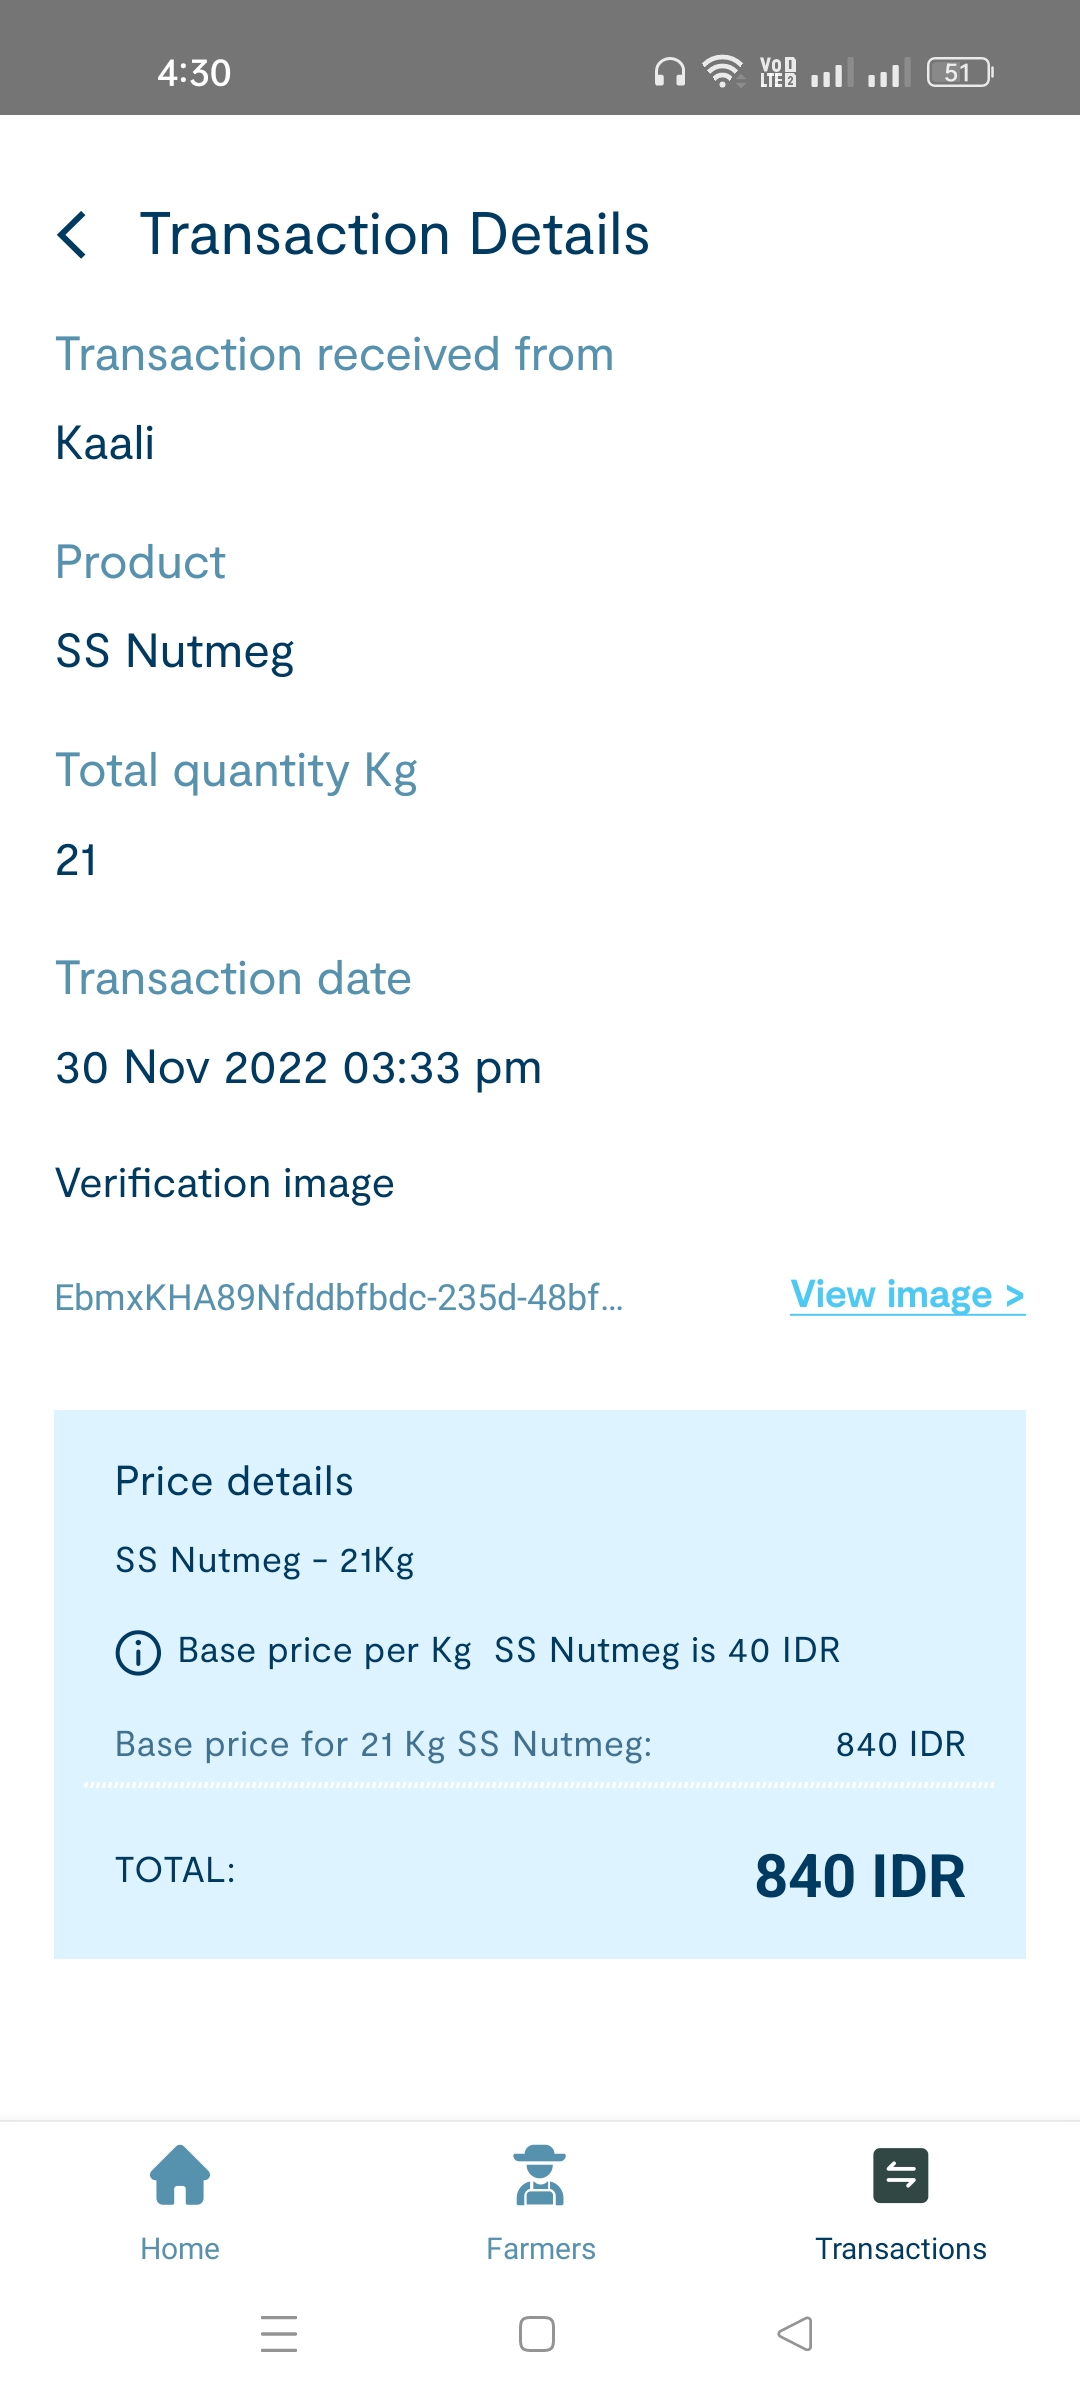 4:30
Vo 1
LTE 2
51
Transaction Details
Transaction received from
Kaali
Product
SS Nutmeg
Total quantity Kg
21
Transaction date
30 Nov 2022 03:33 pm
Verification image
EbmxKHA89Nfddbfbdc-235d-48bf... View image >
Price details
SS Nutmeg - 21Kg
Base price per Kg SS Nutmeg is 40 IDR
Base price for 21 Kg SS Nutmeg: 840 IDR
TOTAL: 840 IDR
Home Farmers Transactions